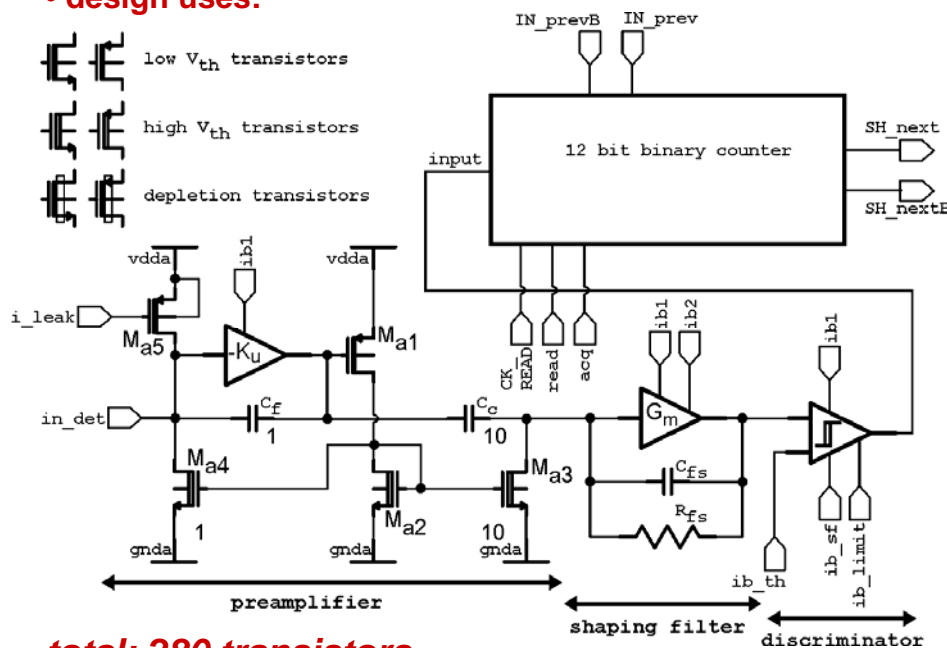 • design uses:
IN_prevB IN_prev
low Vth transistors
high Vth transistors
depletion transistors
input
12 bit binary counter
SH_next
SH_nextB
vdda
ib1
vdda
i_leak
Ma5
-Ku
Ma1
CK_READ
read
acq
ib1
ib2
ib1
in_det
Cf
1
Cc
10
Gm
Ma4
1
Ma2
Ma3
10
Cfs
Rfs
gnda
gnda
gnda
ib_th
ib_sf
ib_limit
preamplifier
shaping filter
discriminator
total: 280 transistors